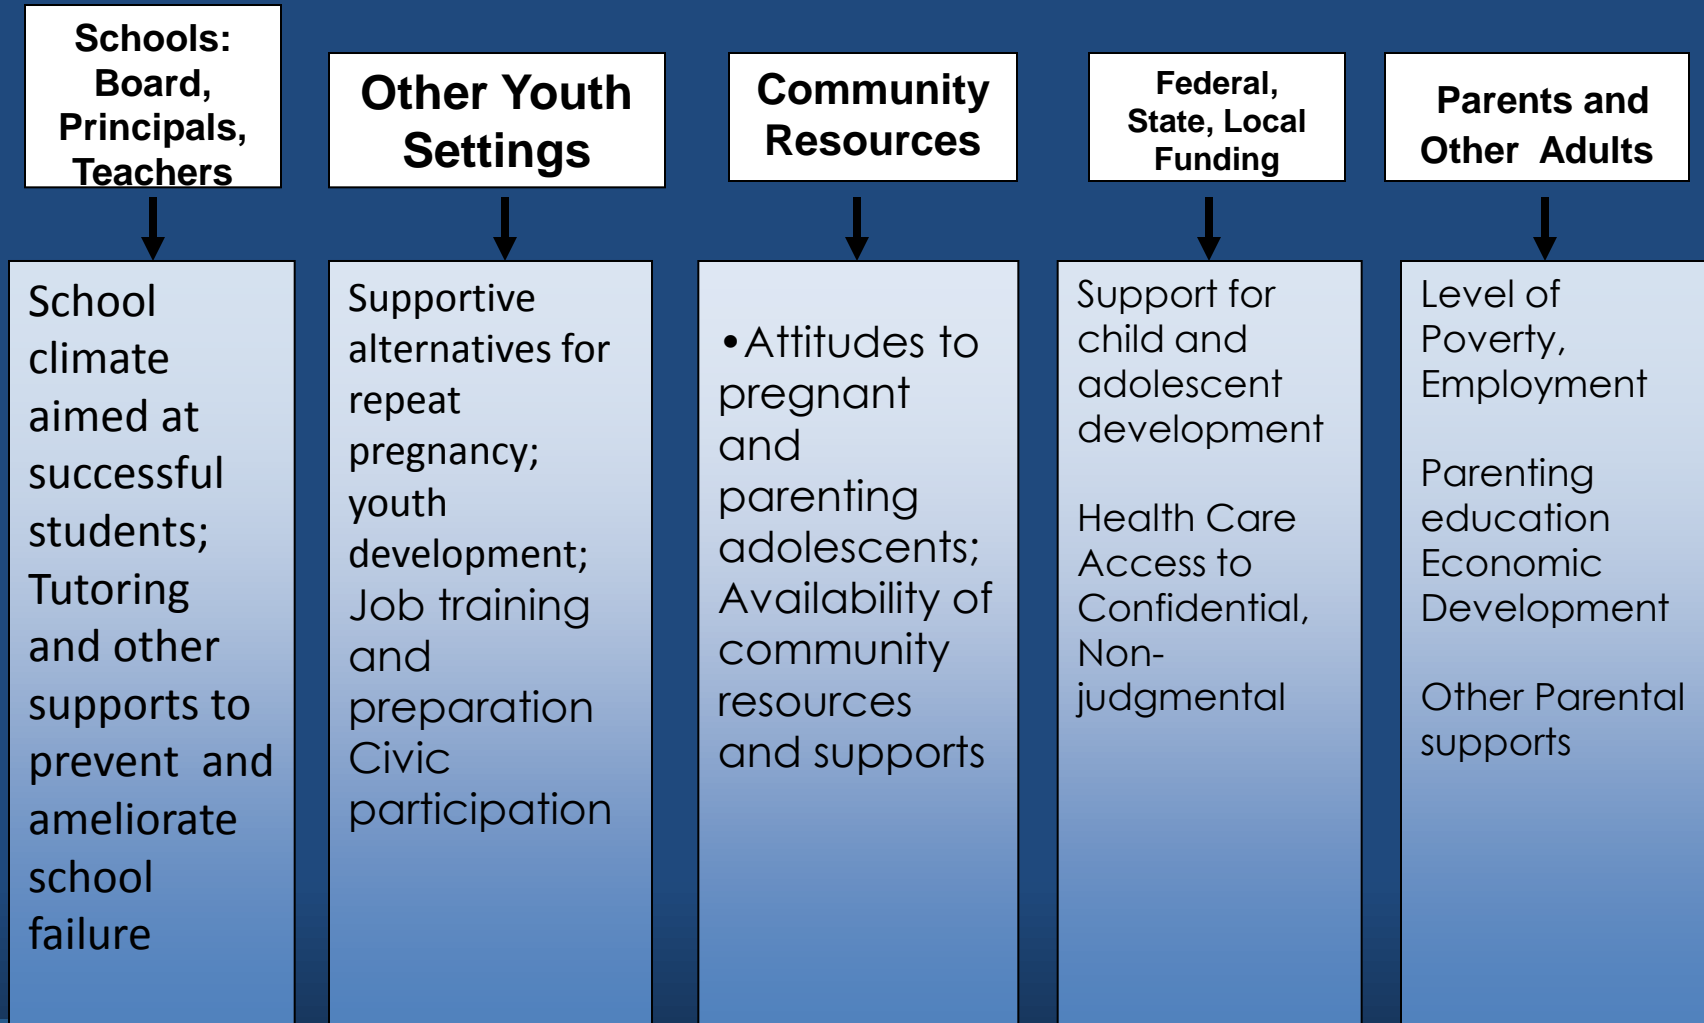 Schools:
Board,
Principals,
Teachers
Other Youth
Settings
Community
Resources
Federal,
State, Local
Funding
Parents and
Other Adults
School
climate
aimed at
successful
students;
Tutoring
and other
supports to
prevent and
ameliorate
school
failure
Supportive
alternatives for
repeat
pregnancy;
youth
development;
Job training
and
preparation
Civic
participation
•Attitudes to
pregnant
and
parenting
adolescents;
Availability of
community
resources
and supports
Support for
child and
adolescent
development
Health Care
Access to
Confidential,
Non-
judgmental
Level of
Poverty,
Employment
Parenting
education
Economic
Development
Other Parental
supports